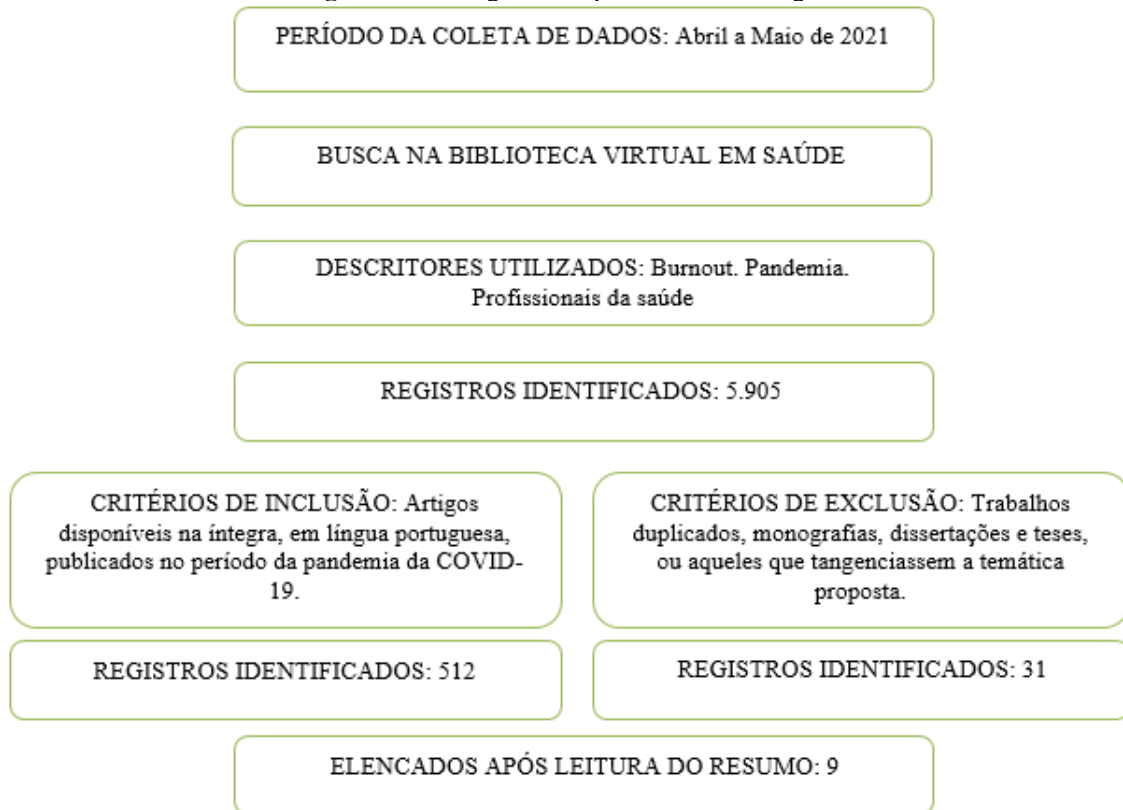 PERÍODO DA COLETA DE DADOS: Abril a Maio de 2021
BUSCA NA BIBLIOTECA VIRTUAL EM SAÚDE
DESCRITORES UTILIZADOS: Burnout. Pandemia.
Profissionais da saúde
REGISTROS IDENTIFICADOS: 5.905
CRITÉRIOS DE INCLUSÃO: Artigos
disponíveis na íntegra, em língua portuguesa,
publicados no período da pandemia da COVID-
19.
CRITÉRIOS DE EXCLUSÃO: Trabalhos
duplicados, monografias, dissertações e teses,
ou aqueles que tangenciassem a temática
proposta.
REGISTROS IDENTIFICADOS: 512
REGISTROS IDENTIFICADOS: 31
ELENCADOS APÓS LEITURA DO RESUMO: 9